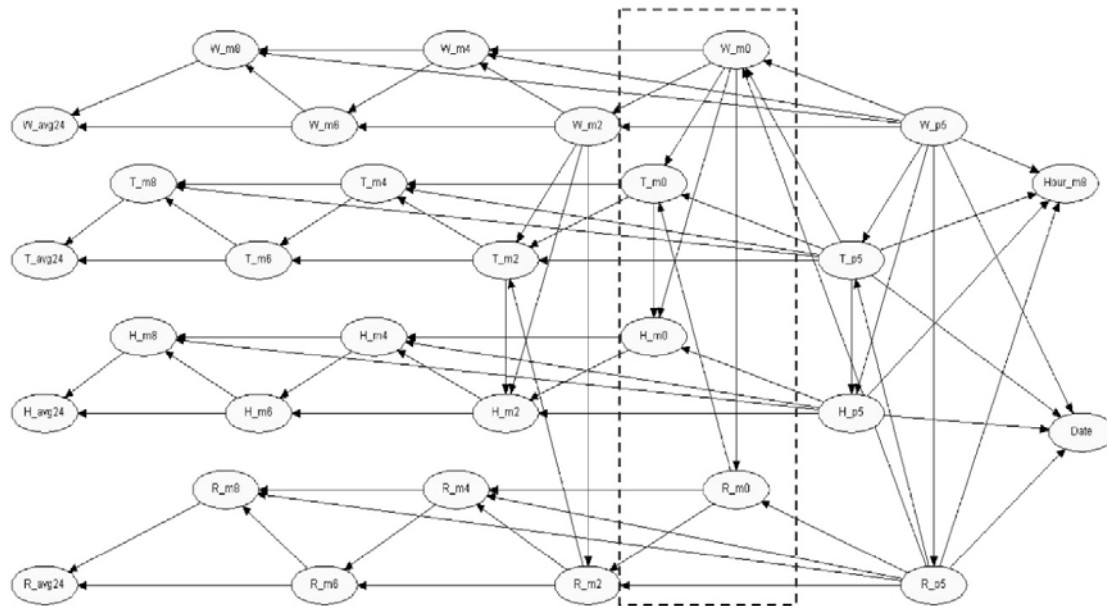 W_m8 W_m4 W_m0
W_avg24 W_m6 W_m2 W_p5
T_m8 T_m4 T_m0 Hour_m8
T_avg24 T_m6 T_m2 T_p5
H_m8 H_m4 H_m0
H_avg24 H_m6 H_m2 H_p5
Date
R_m8 R_m4 R_m0
R_avg24 R_m6 R_m2 R_p5